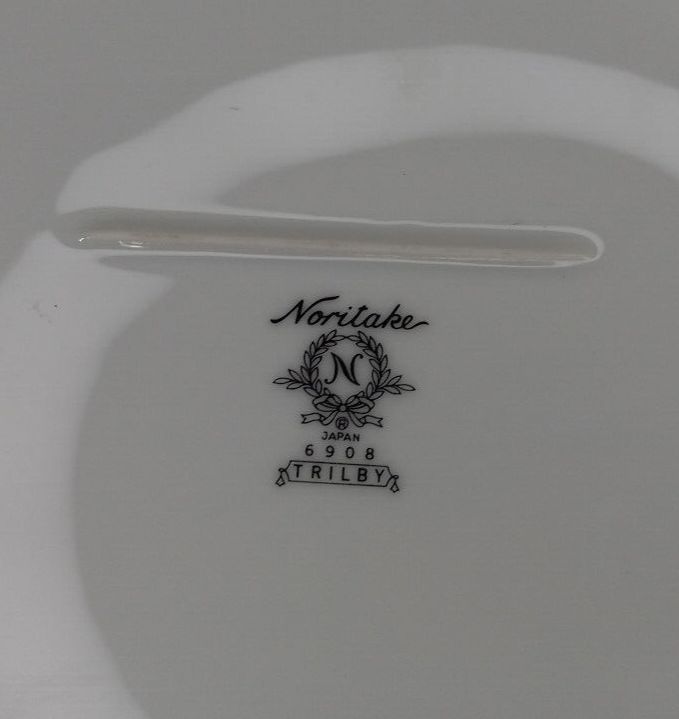 Noritake
N
®
JAPAN
6908
TRILBY